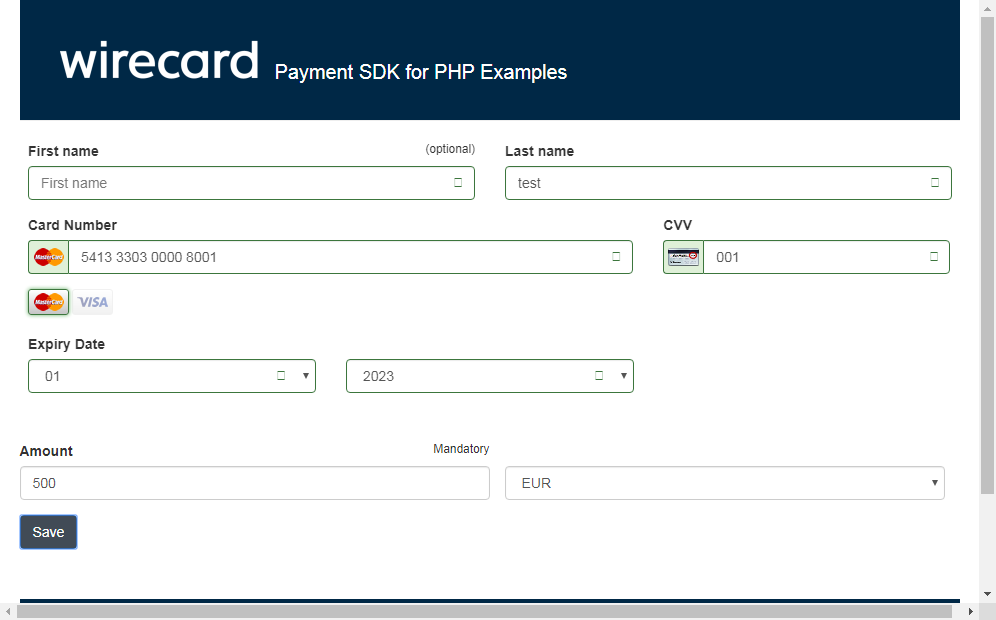 wirecard Payment SDK for PHP Examples
First name (optional) Last name
First name test
Card Number CVV
MasterCard 5413 3303 0000 8001 001
MasterCard VISA
Expiry Date
01 2023
Amount Mandatory
500 EUR
Save